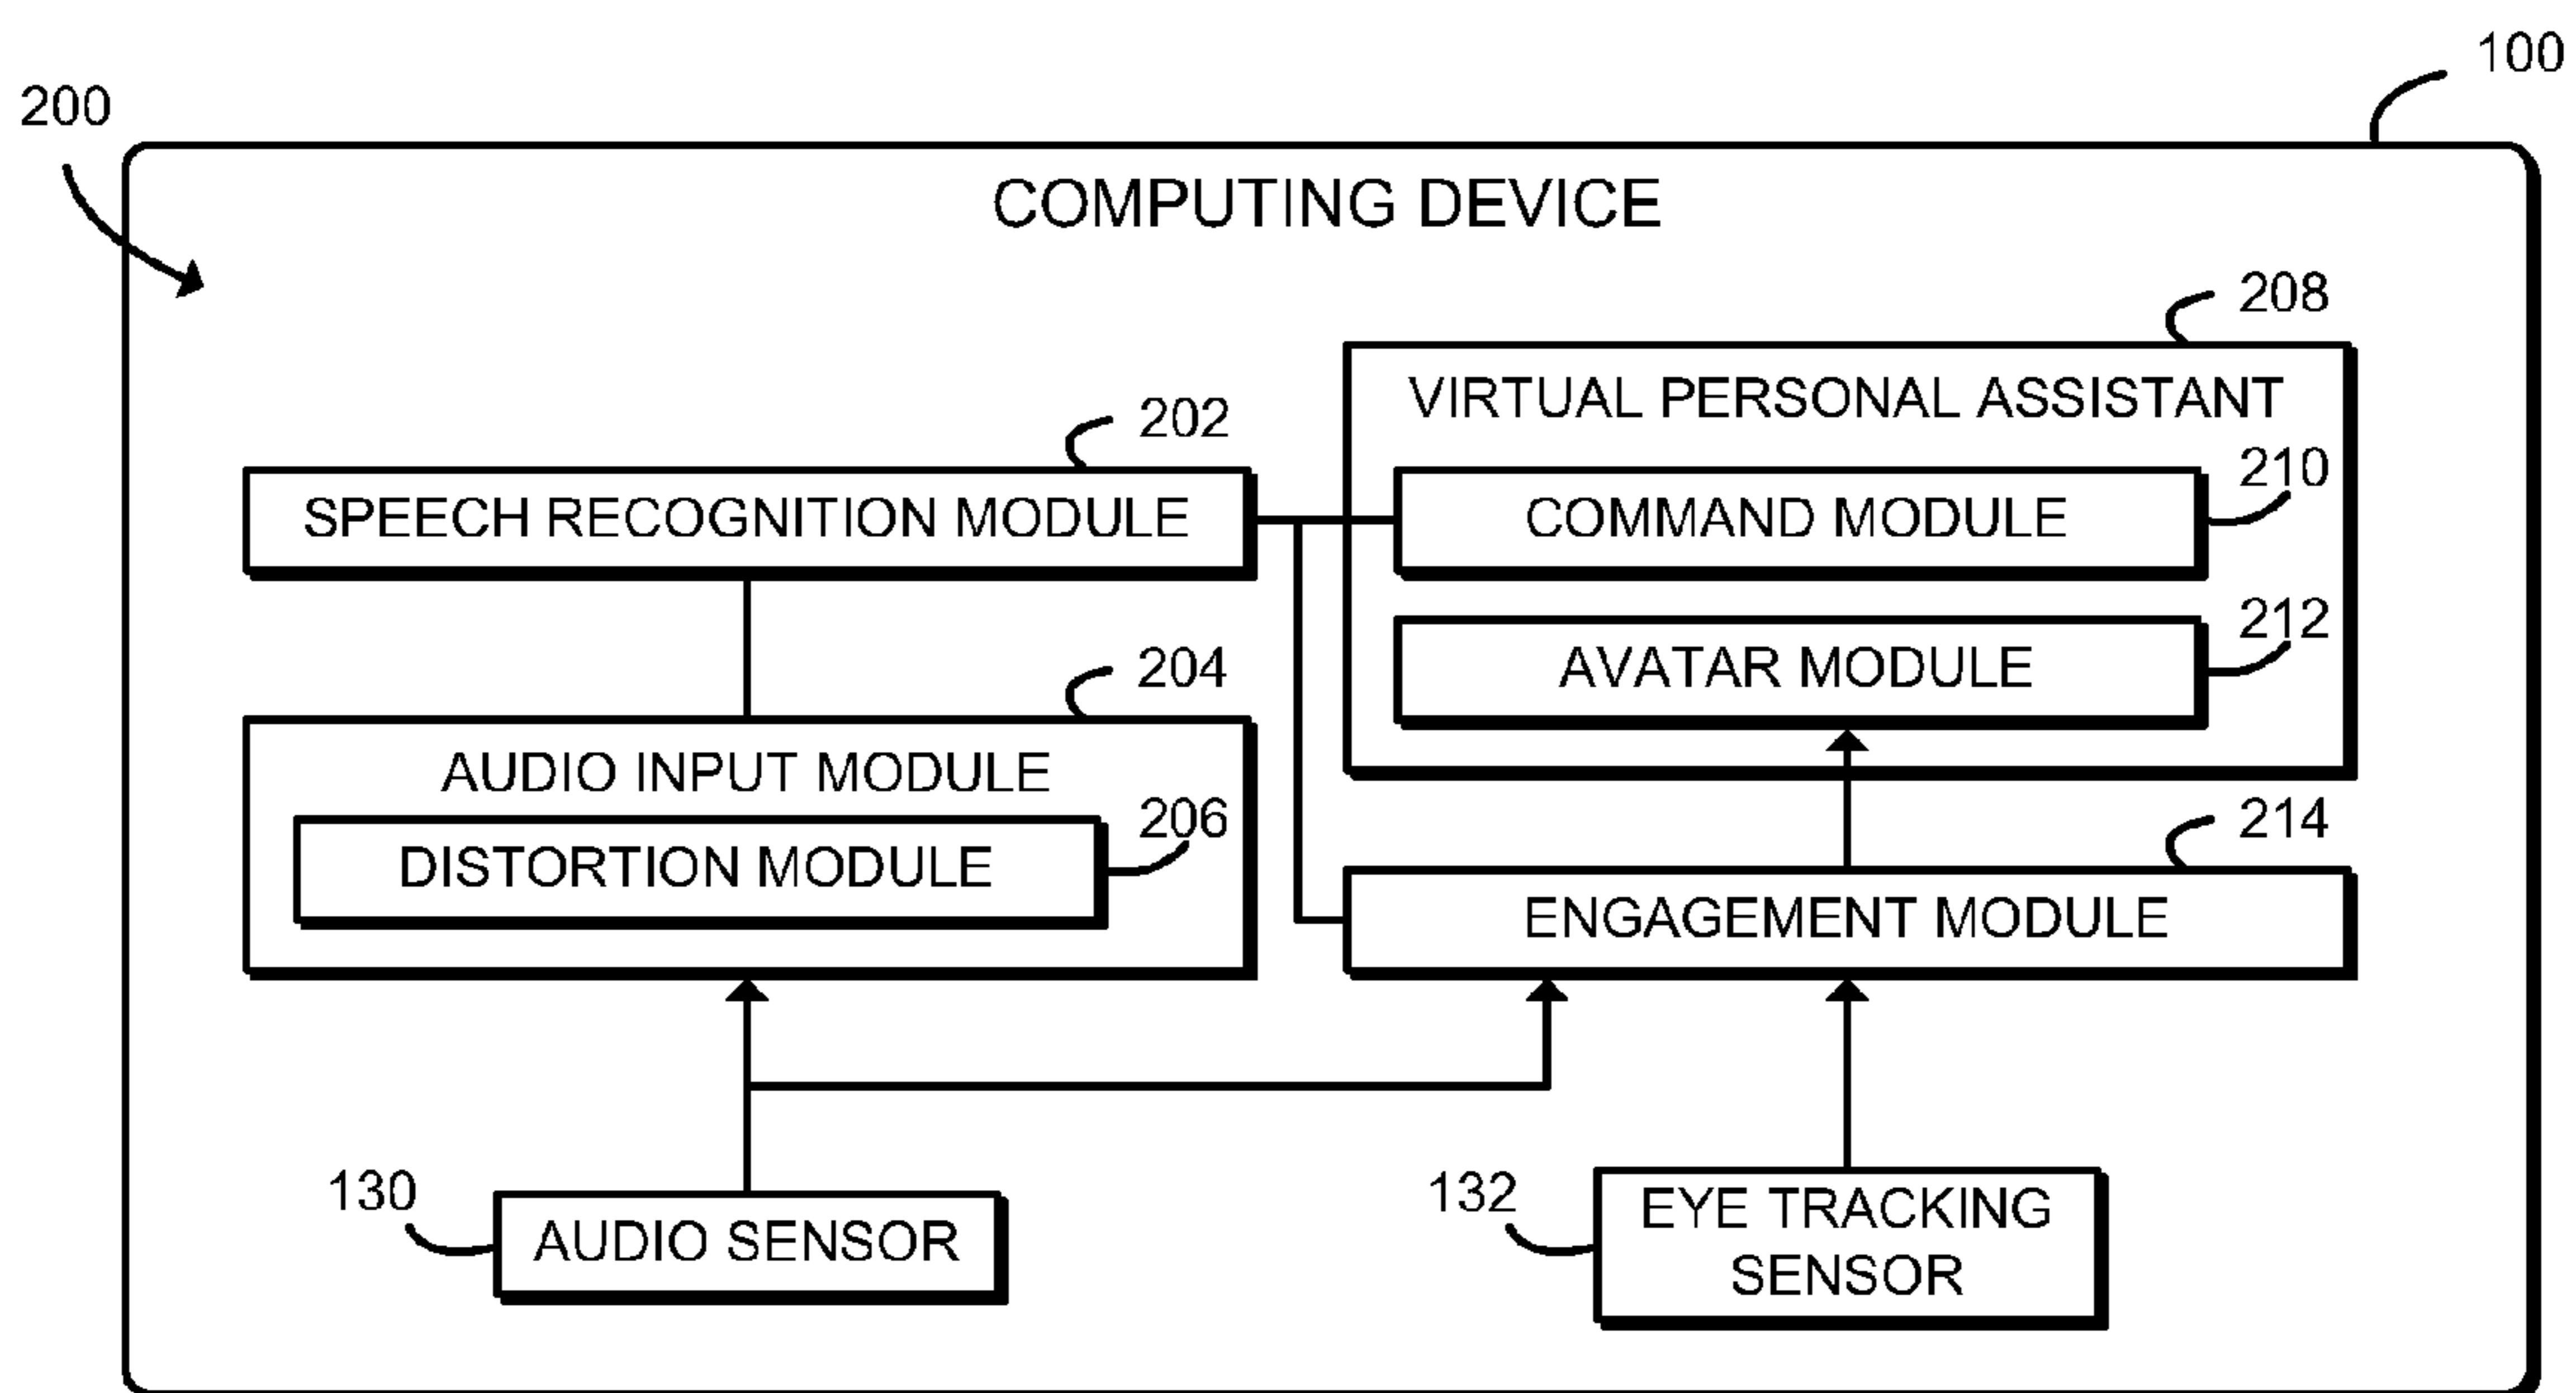 100
200
COMPUTING DEVICE
208
VIRTUAL PERSONAL ASSISTANT
202
210
SPEECH RECOGNITION MODULE
COMMAND MODULE
212
204
AVATAR MODULE
AUDIO INPUT MODULE
206
214
DISTORTION MODULE
ENGAGEMENT MODULE
130
132
AUDIO SENSOR
EYE TRACKING
SENSOR